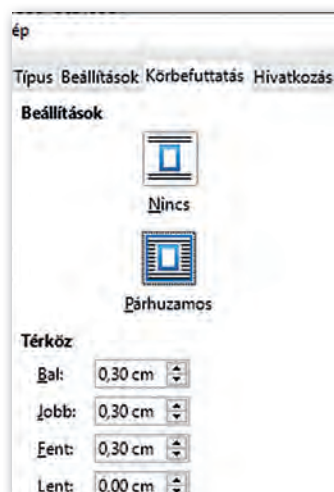 ép
Típus Beállítások Körbefuttatás Hivatkozás
Beállítások
Nincs
Párhuzamos
Térköz
Bal: 0,30 cm
Jobb: 0,30 cm
Fent: 0,30 cm
Lent: 0,00 cm